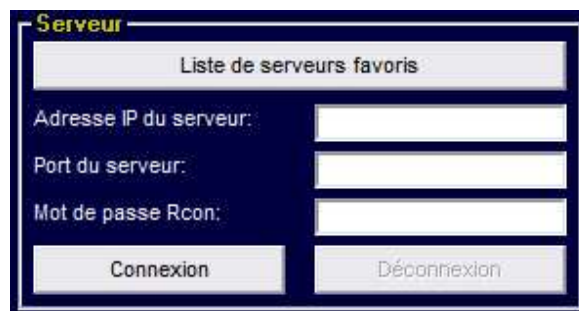 Serveur
Liste de serveurs favoris
Adresse IP du serveur:
Port du serveur:
Mot de passe Rcon:
Connexion Déconnexion